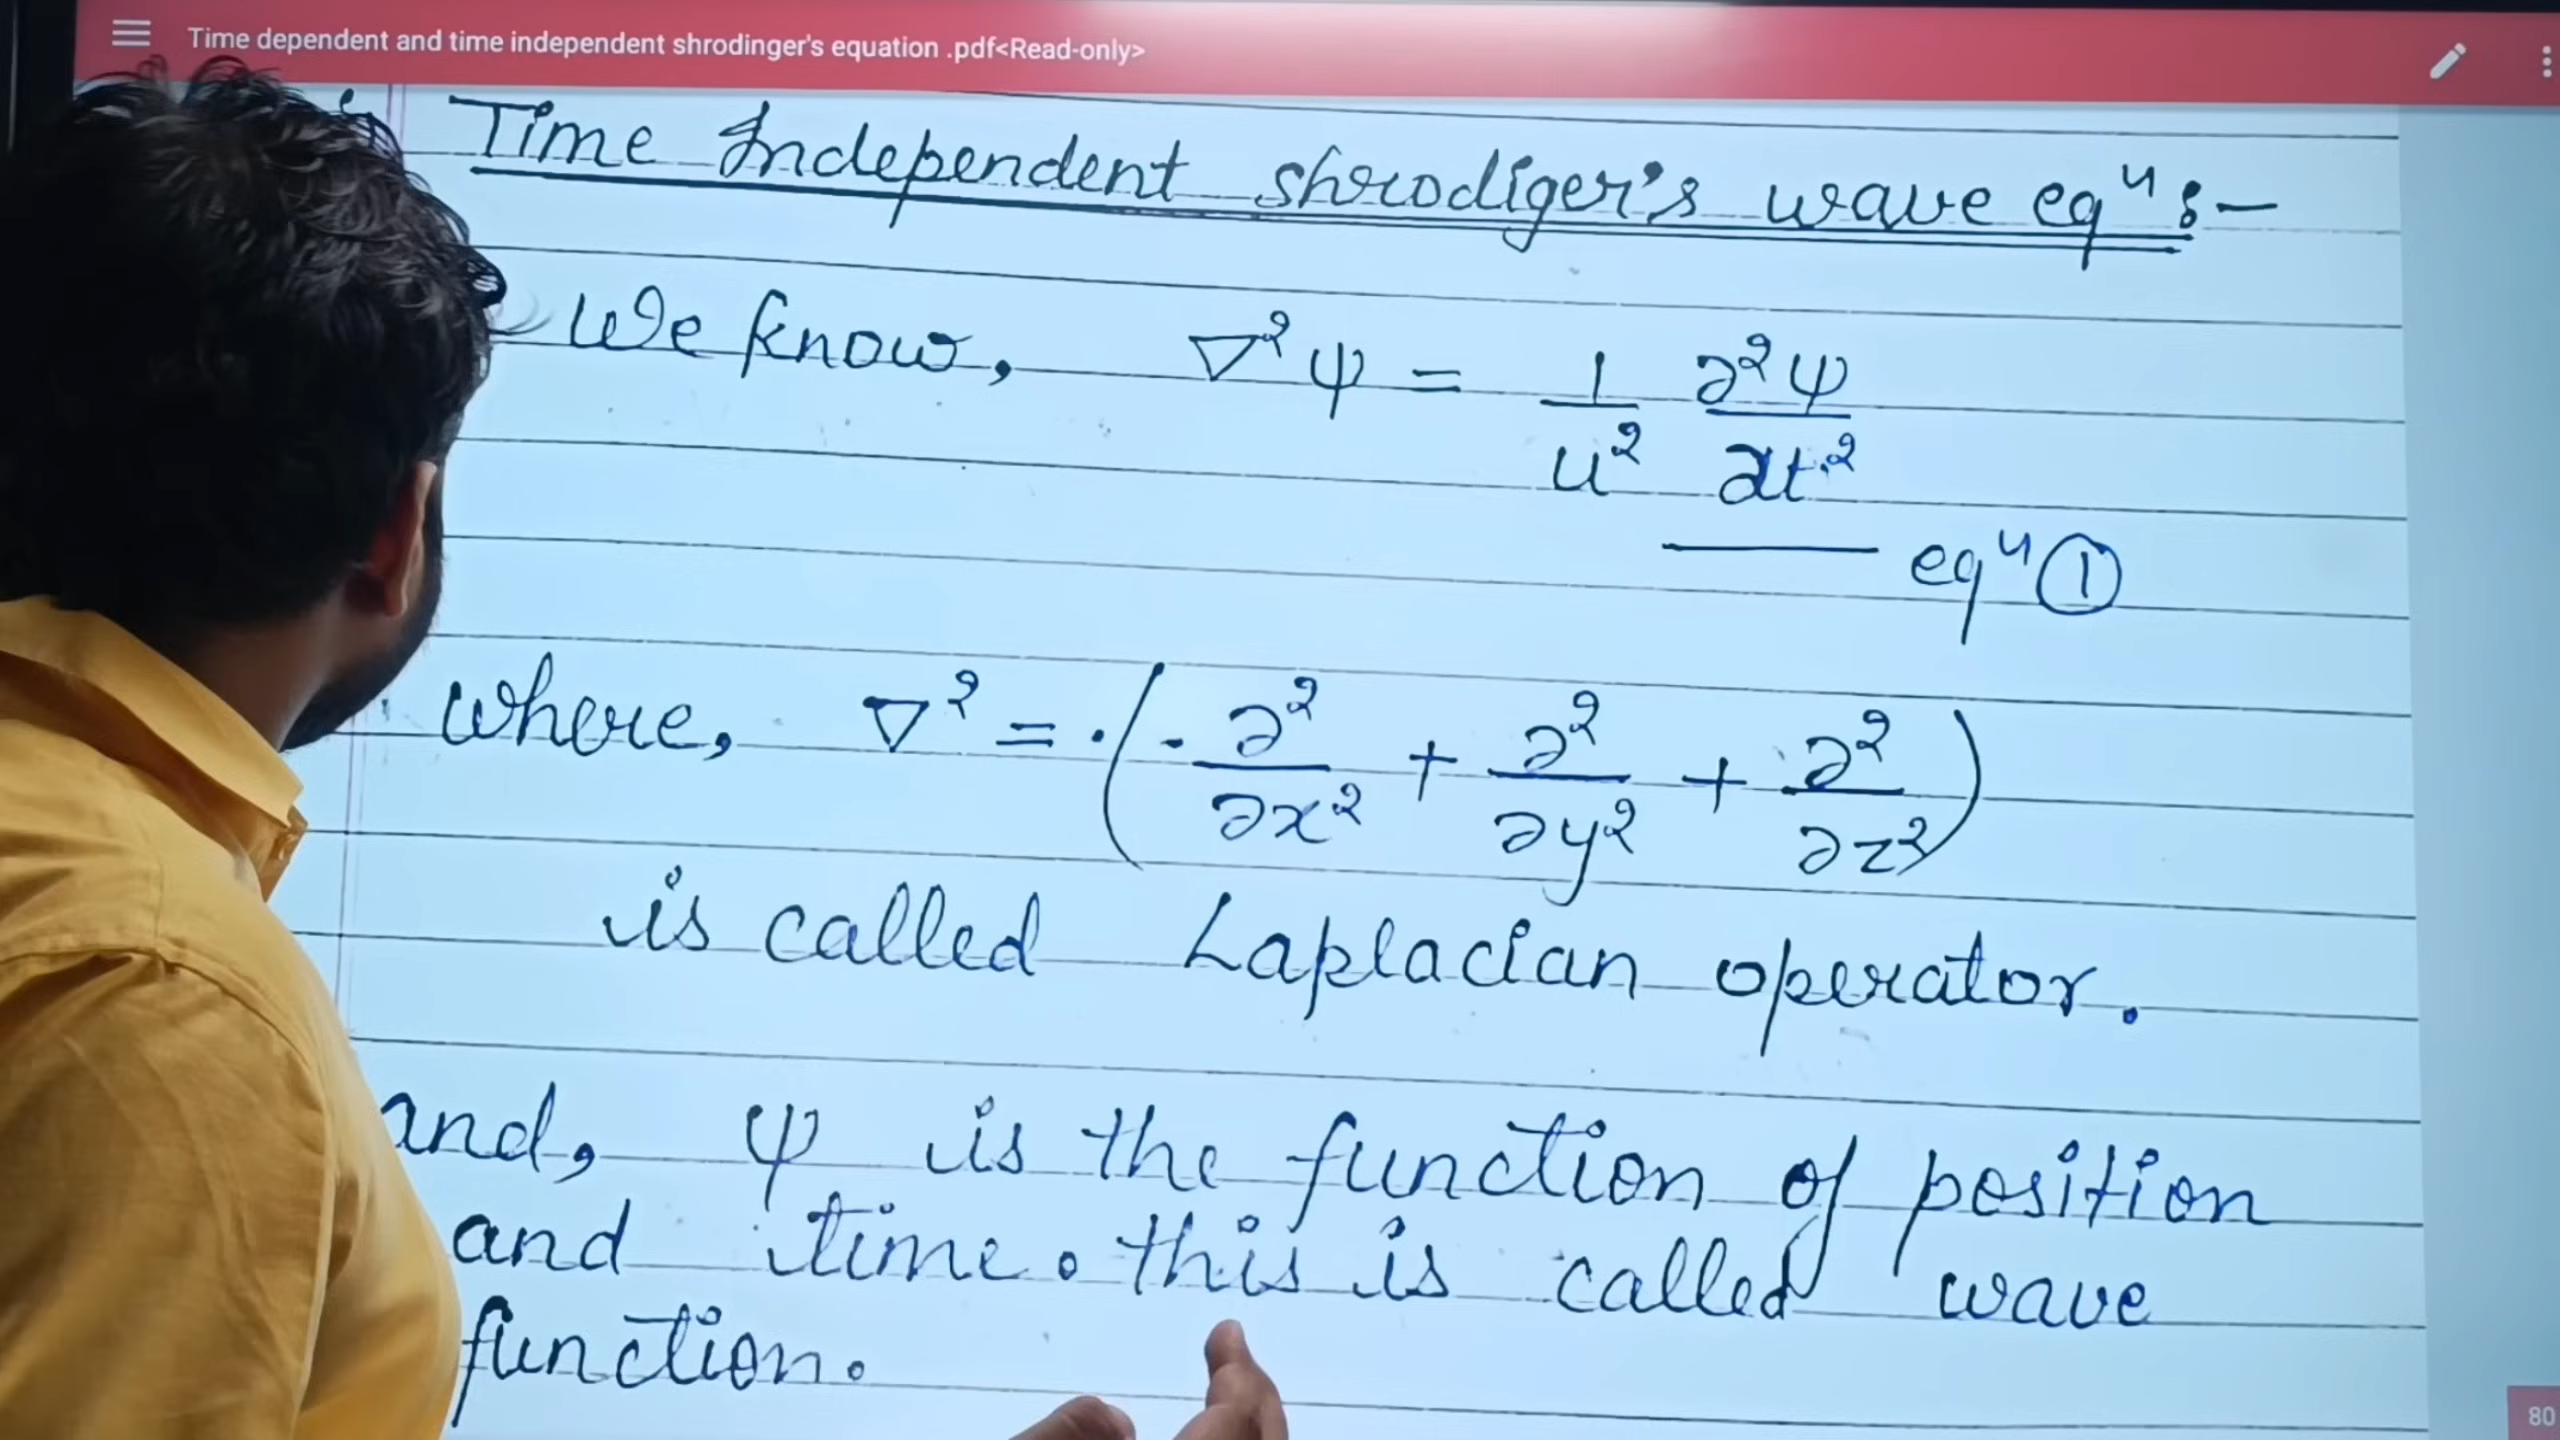 Time dependent and time independent shrodinger's equation .pdf<Read-only>
Time Independent shrodiger's wave eqⁿ :-
We know, ∇²ψ = 1/u² ∂²ψ/∂t²
—— eqⁿ ①
where, ∇² = (∂²/∂x² + ∂²/∂y² + ∂²/∂z²)
is called Laplacian operator.
and, ψ is the function of position
and time. this is called wave
function.
80